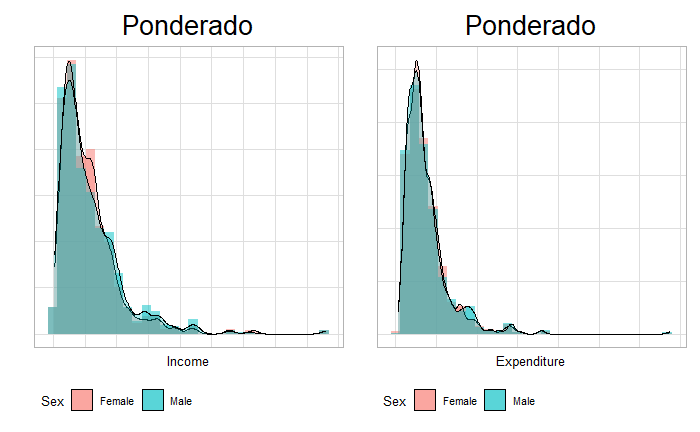 Ponderado
Income
Sex Female Male
Ponderado
Expenditure
Sex Female Male